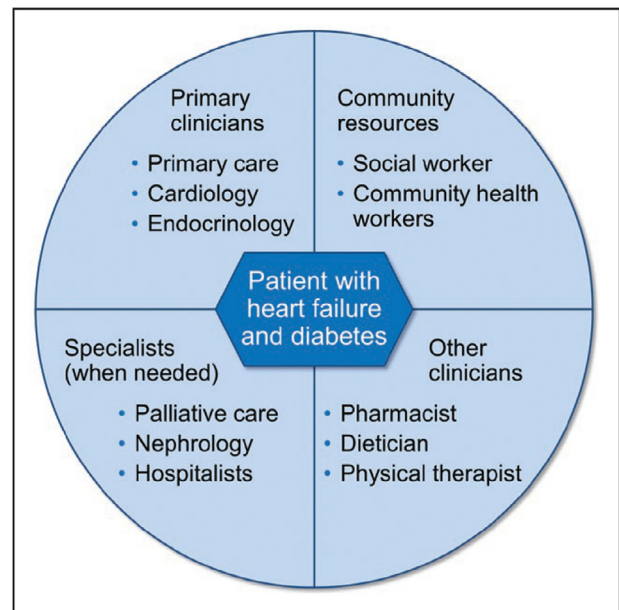 Primary
clinicians
• Primary care
• Cardiology
• Endocrinology
Community
resources
• Social worker
• Community health
workers
Patient with
heart failure
and diabetes
Specialists
(when needed)
• Palliative care
• Nephrology
• Hospitalists
Other
clinicians
• Pharmacist
• Dietician
• Physical therapist